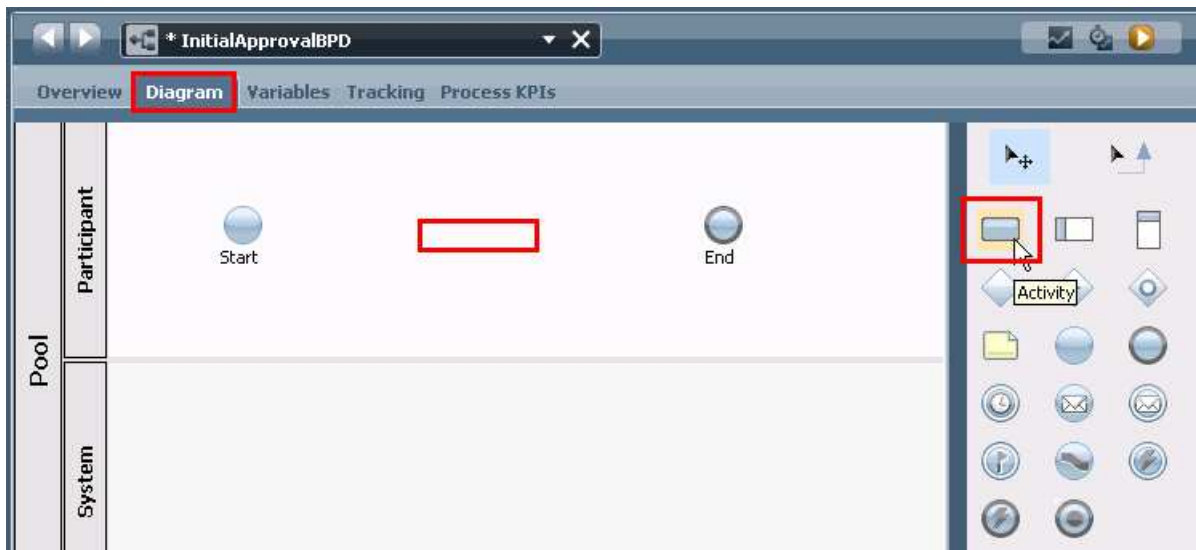 * InitialApprovalBPD
Overview Diagram Variables Tracking Process KPIs
Pool
Participant
Start
End
Activity
System